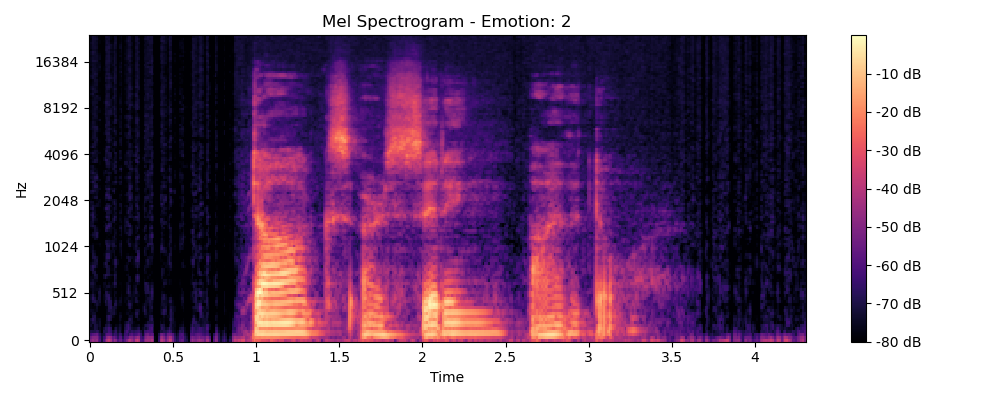 Mel Spectrogram - Emotion: 2
16384
8192
4096
2048
1024
512
0
Hz
0 0.5 1 1.5 2 2.5 3 3.5 4
Time
-10 dB
-20 dB
-30 dB
-40 dB
-50 dB
-60 dB
-70 dB
-80 dB